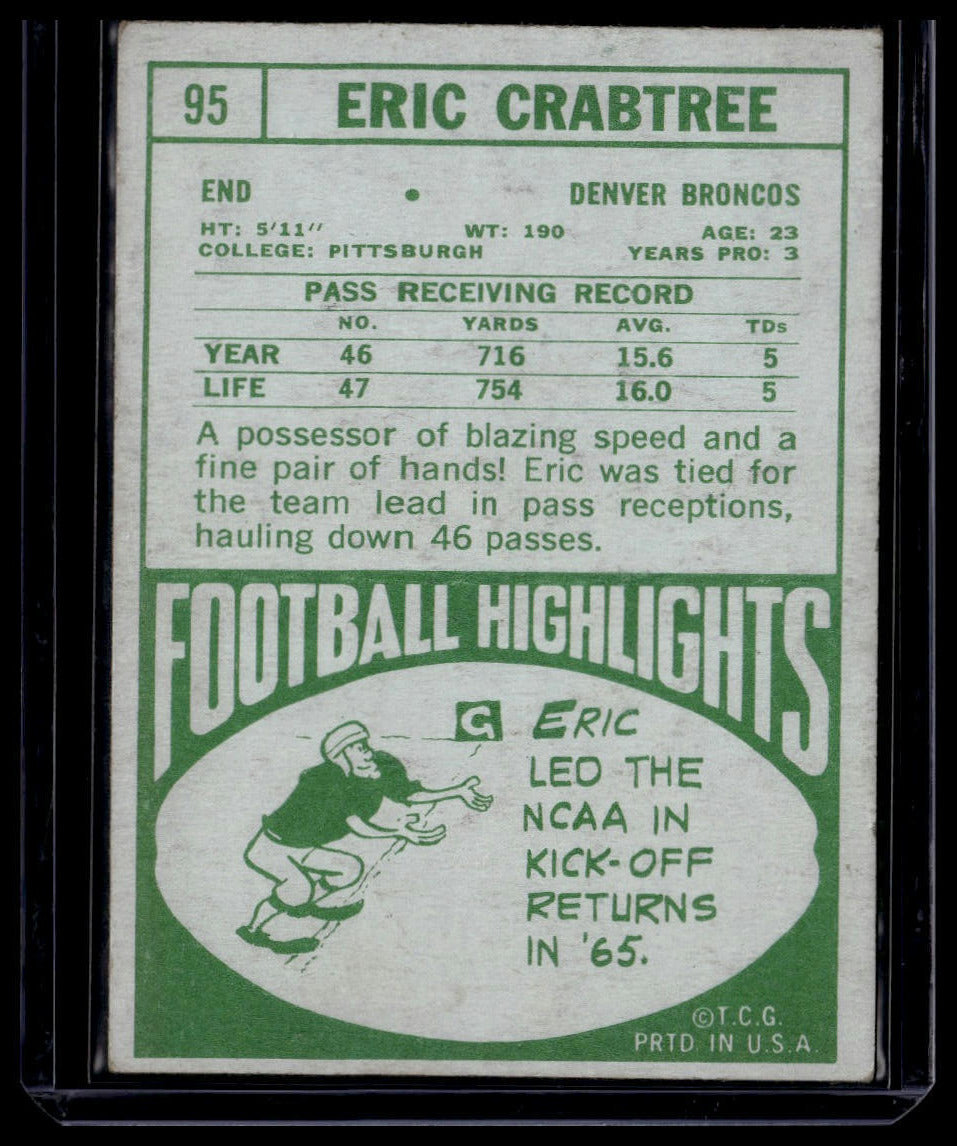 95 ERIC CRABTREE
END • DENVER BRONCOS
HT: 5'11" WT: 190 AGE: 23
COLLEGE: PITTSBURGH YEARS PRO: 3
PASS RECEIVING RECORD
NO. YARDS AVG. TDs
YEAR 46 716 15.6 5
LIFE 47 754 16.0 5
A possessor of blazing speed and a
fine pair of hands! Eric was tied for
the team lead in pass receptions,
hauling down 46 passes.
FOOTBALL HIGHLIGHTS
G ERIC
LED THE
NCAA IN
KICK-OFF
RETURNS
IN '65.
©T.C.G.
PRTD. IN U.S.A.